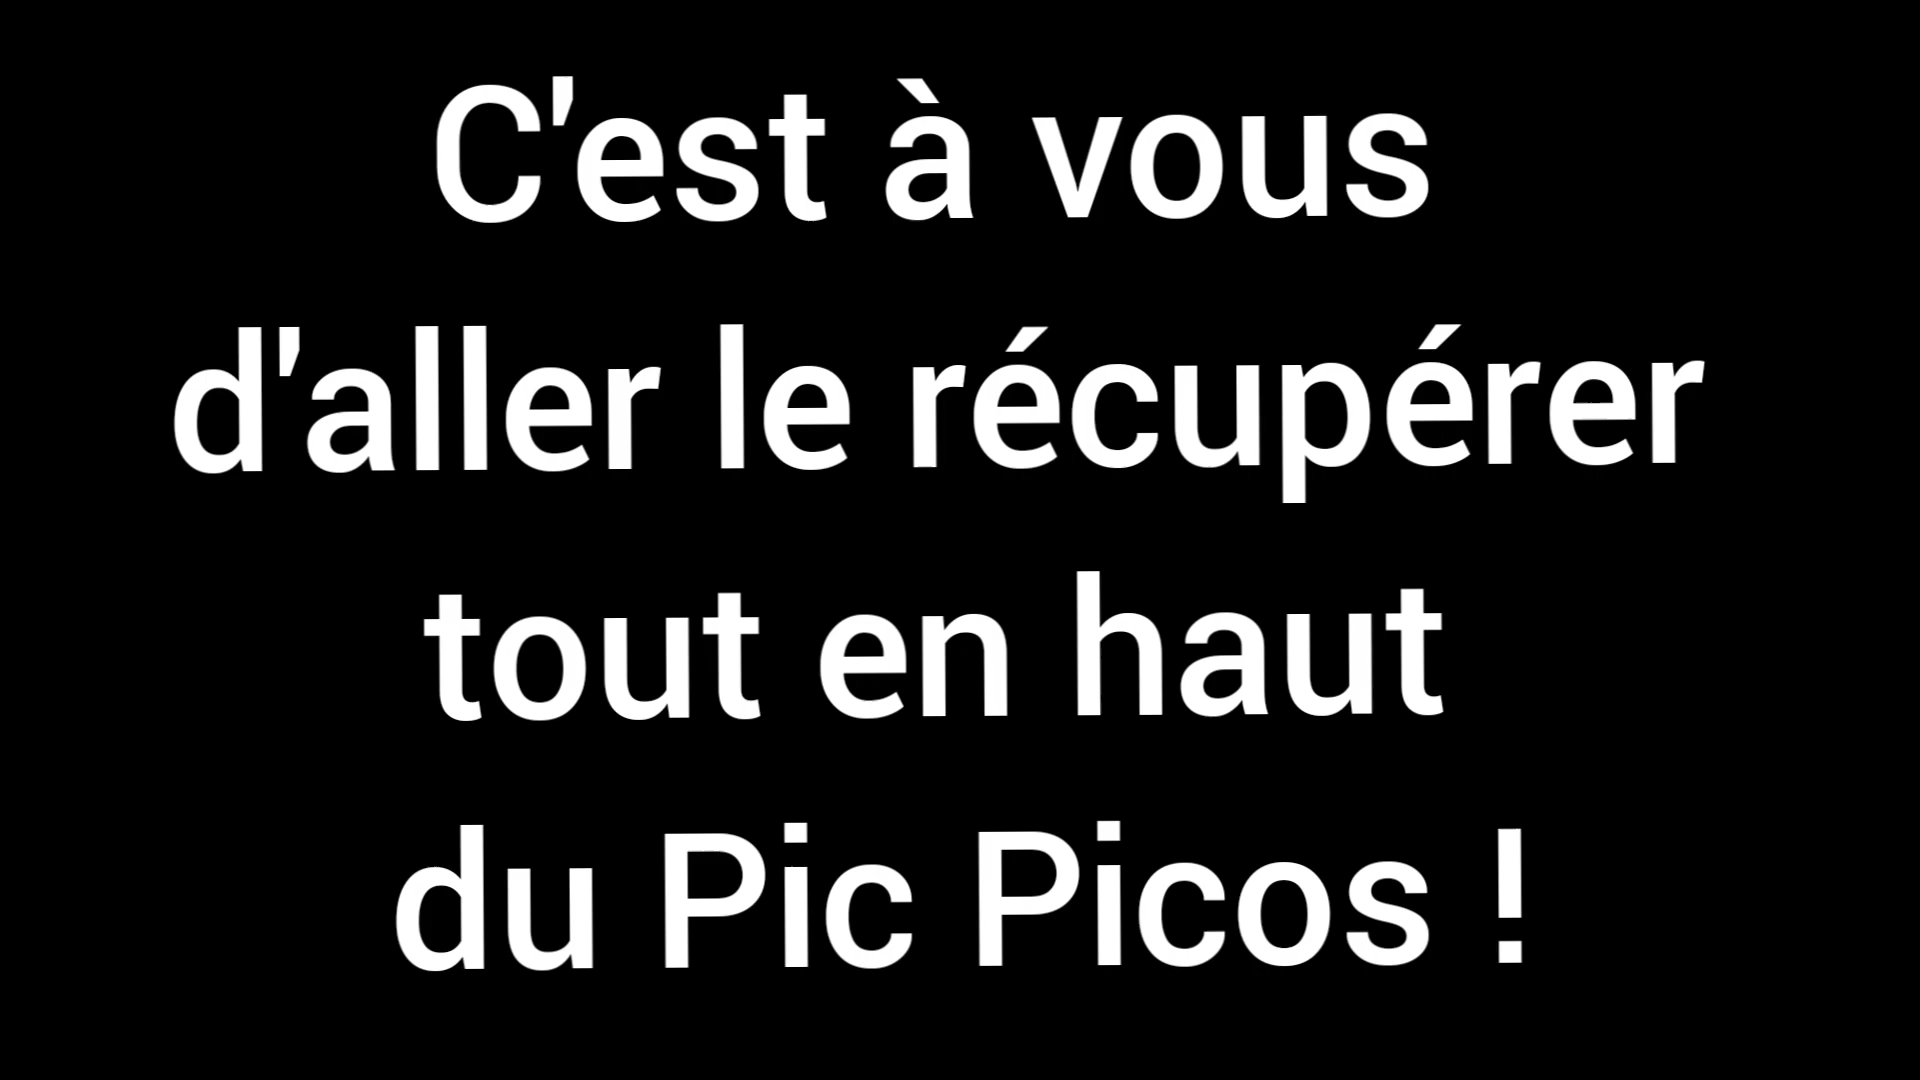 C'est à vous
d'aller le récupérer
tout en haut
du Pic Picos !